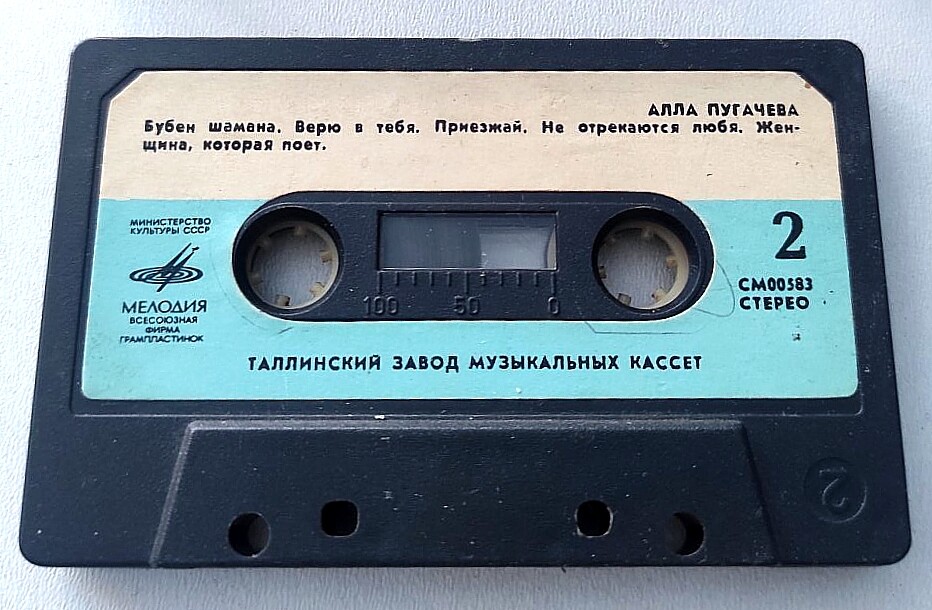 АЛЛА ПУГАЧЕВА
Бубен шамана. Верю в тебя. Приезжай. Не отрекаются любя. Жен-
щина, которая поет.
МИНИСТЕРСТВО
КУЛЬТУРЫ СССР
МЕЛОДИЯ
ВСЕСОЮЗНАЯ
ФИРМА
ГРАМПЛАСТИНОК
2
СМ00583
СТЕРЕО
100 50 0
ТАЛЛИНСКИЙ ЗАВОД МУЗЫКАЛЬНЫХ КАССЕТ
2